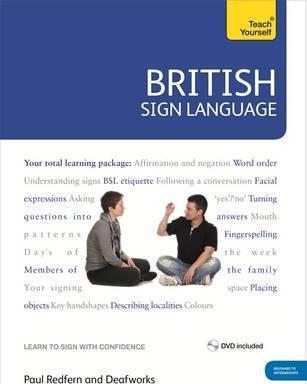 Teach
Yourself®
BRITISH
SIGN LANGUAGE
Your total learning package: Affirmation and negation Word order
Understanding signs BSL etiquette Following a conversation Facial
expressions Asking ‘yes’/‘no’ Turning
questions into answers Mouth
patterns Fingerspelling
Days of the week
Members of the family
Your signing space Placing
objects Key handshapes Describing localities Colours
LEARN TO SIGN WITH CONFIDENCE
DVD included
BEGINNER TO
INTERMEDIATE
Paul Redfern and Deafworks